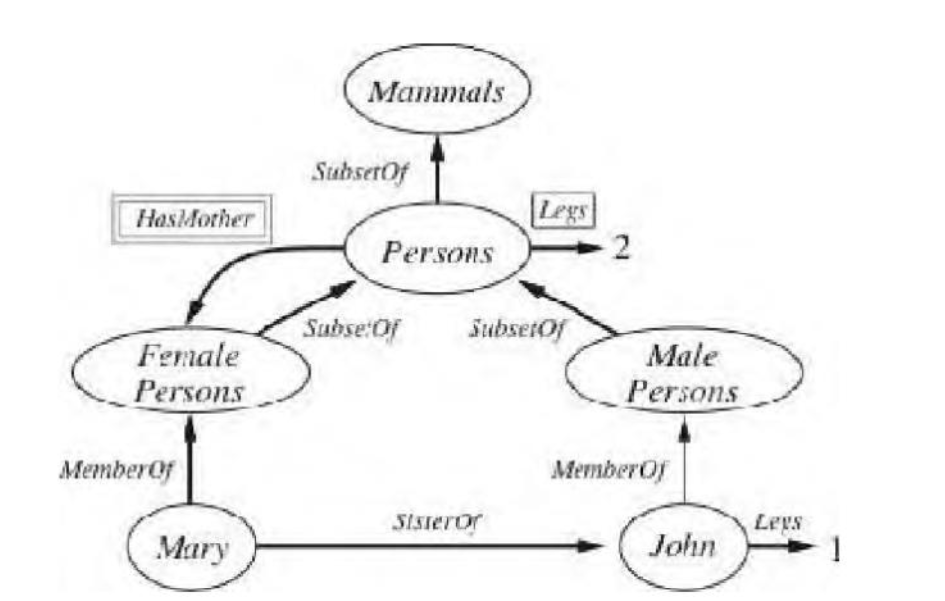 Mammals
SubsetOf
HasMother
Legs
Persons
2
SubsetOf
SubsetOf
Female
Persons
Male
Persons
MemberOf
MemberOf
SisterOf
Legs
Mary
John
1